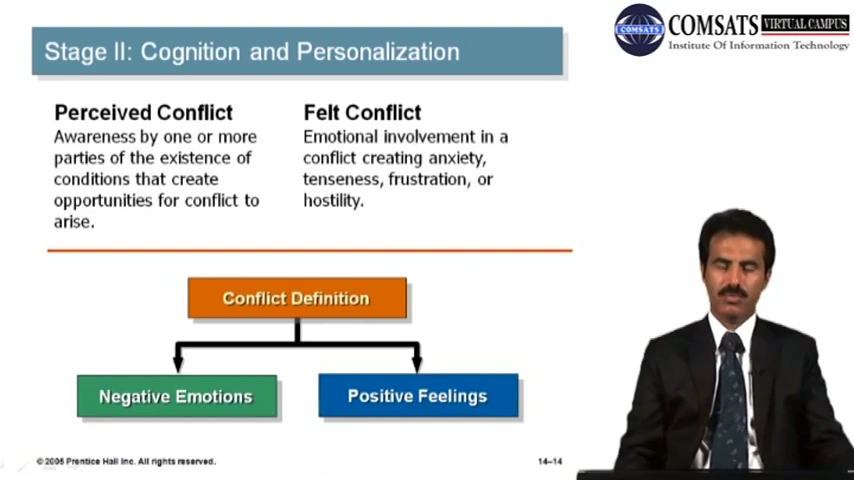 COMSATS VIRTUAL CAMPUS
COMSATS
Institute Of Information Technology
Stage II: Cognition and Personalization
Perceived Conflict
Awareness by one or more
parties of the existence of
conditions that create
opportunities for conflict to
arise.
Felt Conflict
Emotional involvement in a
conflict creating anxiety,
tenseness, frustration, or
hostility.
Conflict Definition
Negative Emotions
Positive Feelings
© 2005 Prentice Hall Inc. All rights reserved.
14–14